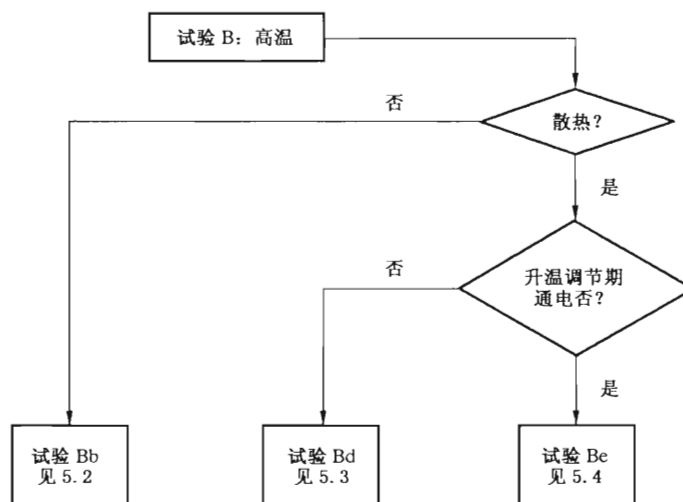 试验 B：高温
否
散热？
是
否
升温调节期
通电否？
是
试验 Bb
见 5.2
试验 Bd
见 5.3
试验 Be
见 5.4